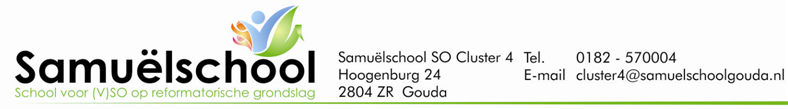 Samuëlschool
School voor (V)SO op reformatorische grondslag
Samuëlschool SO Cluster 4 Tel. 0182 - 570004
Hoogenburg 24 E-mail cluster4@samuelschoolgouda.nl
2804 ZR Gouda